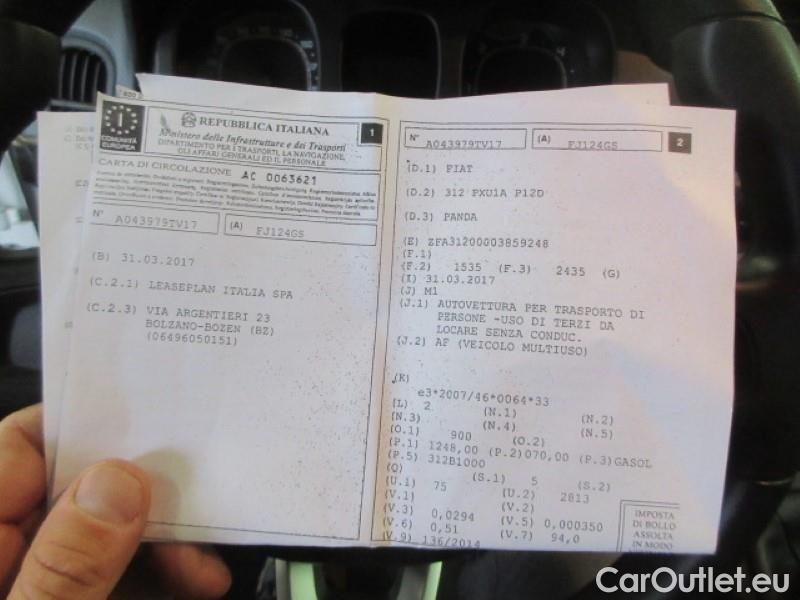 I
COMUNITÀ
EUROPEA
REPUBBLICA ITALIANA
1
Ministero delle Infrastrutture e dei Trasporti
DIPARTIMENTO PER I TRASPORTI, LA NAVIGAZIONE,
GLI AFFARI GENERALI ED IL PERSONALE
CARTA DI CIRCOLAZIONE AC 0063621
N° A043979TV17 (A) FJ124GS
(B) 31.03.2017
(C.2.1) LEASEPLAN ITALIA SPA
(C.2.3) VIA ARGENTIERI 23
BOLZANO-BOZEN (BZ)
(06496050151)
N° A043979TV17 (A) FJ124GS 2
(D.1) FIAT
(D.2) 312 PXU1A P12D
(D.3) PANDA
(E) ZFA31200003859248
(F.1)
(F.2) 1535 (F.3) 2435 (G)
(I) 31.03.2017
(J) M1
(J.1) AUTOVETTURA PER TRASPORTO DI
PERSONE -USO DI TERZI DA
LOCARE SENZA CONDUC.
(J.2) AF (VEICOLO MULTIUSO)
(K)
e3*2007/46*0064*33
(L) 2 (N.1) (N.2)
(N.3) (N.4) (N.5)
(O.1) 900 (O.2)
(P.1) 1248,00 (P.2)070,00 (P.3)GASOL
(P.5) 312B1000
(Q) (S.1) 5 (S.2)
(U.1) 75 (U.2) 2813
(V.1) (V.2)
(V.3) 0,0294 (V.5) 0,000350
(V.6) 0,51 (V.7) 94,0
(V.9) 136/2014
IMPOSTA
DI BOLLO
ASSOLTA
IN MODO
CarOutlet.eu